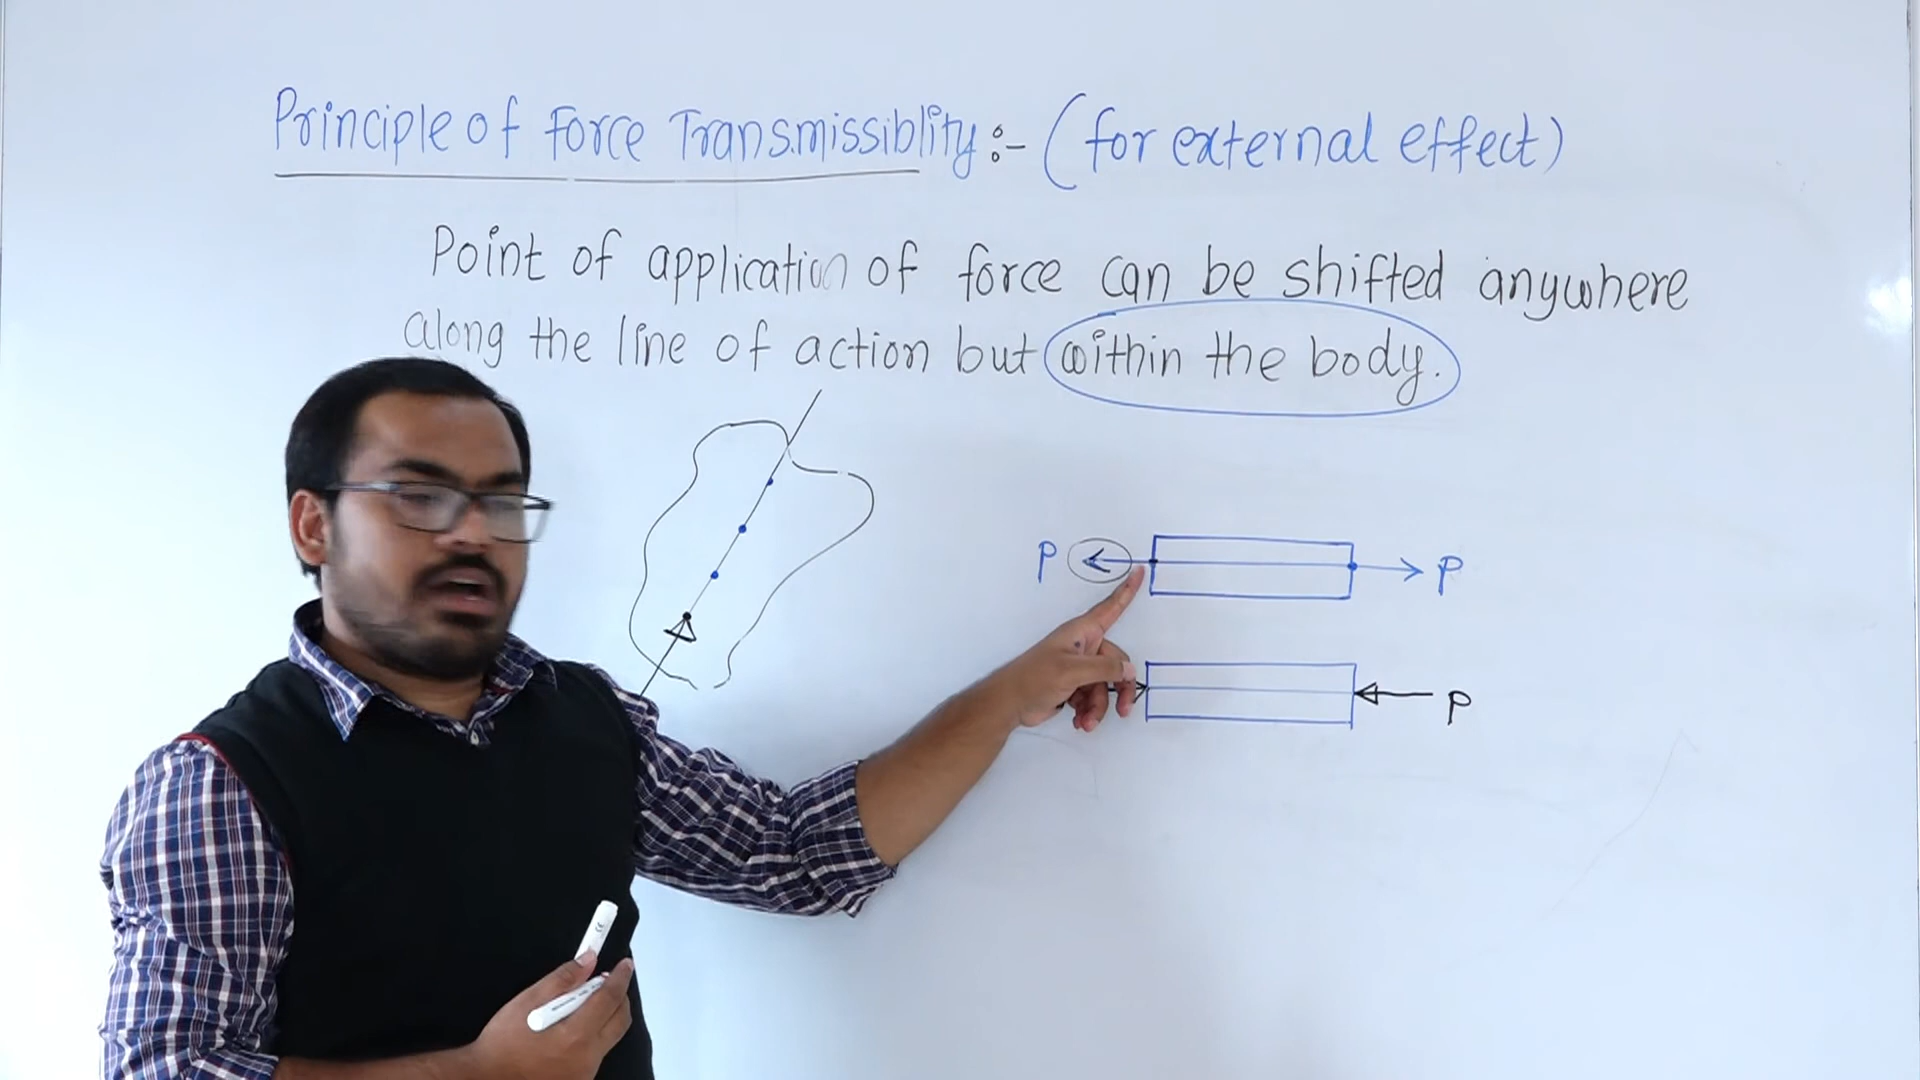 Principle of Force Transmissiblity :- (for external effect)
Point of application of force can be shifted anywhere
along the line of action but within the body.
P P
P